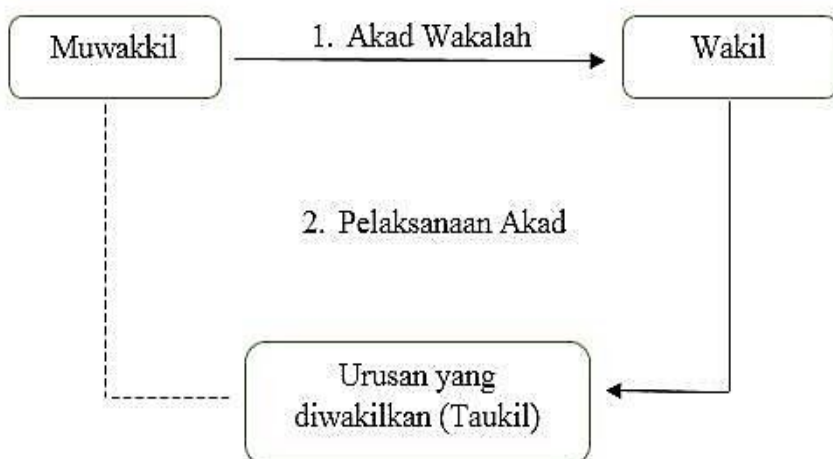 Muwakkil
1. Akad Wakalah
Wakil
2. Pelaksanaan Akad
Urusan yang
diwakilkan (Taukil)